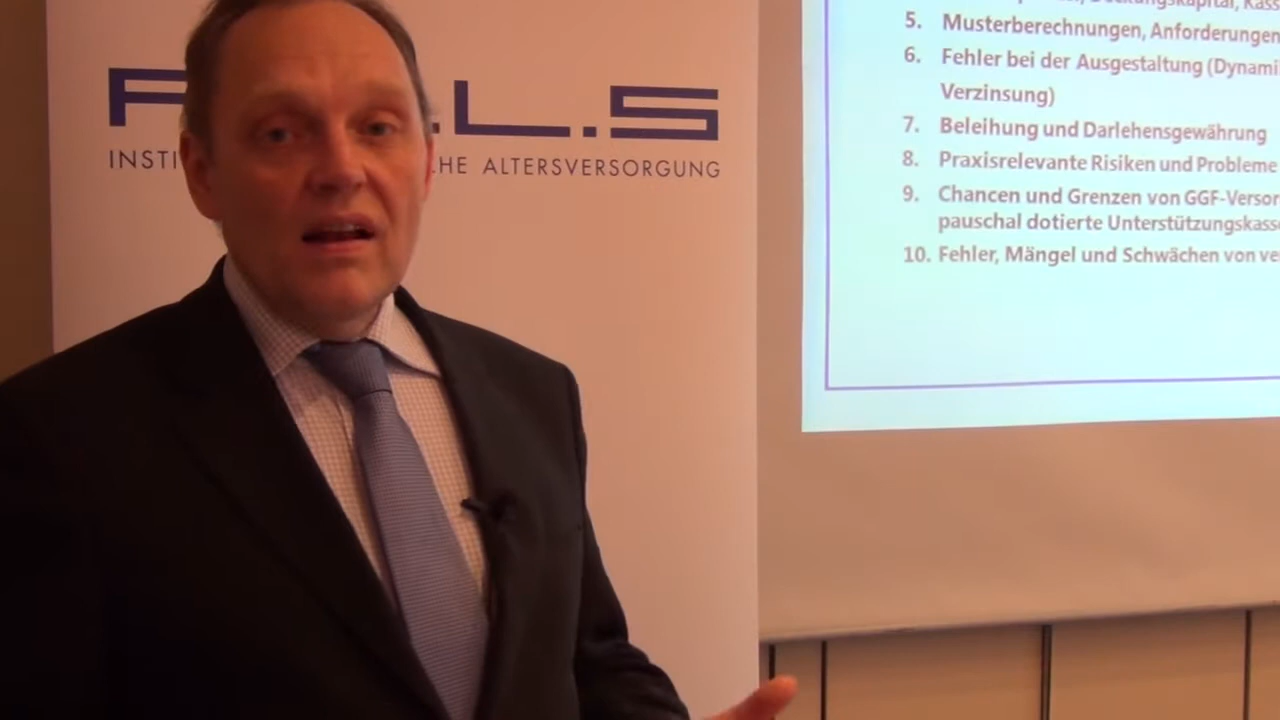 .L.S
INSTI HE ALTERSVERSORGUNG
5. Musterberechnungen, Anforderungen
6. Fehler bei der Ausgestaltung (Dynami
Verzinsung)
7. Beleihung und Darlehensgewährung
8. Praxisrelevante Risiken und Probleme
9. Chancen und Grenzen von GGF-Versor
pauschal dotierte Unterstützungskass
10. Fehler, Mängel und Schwächen von ve